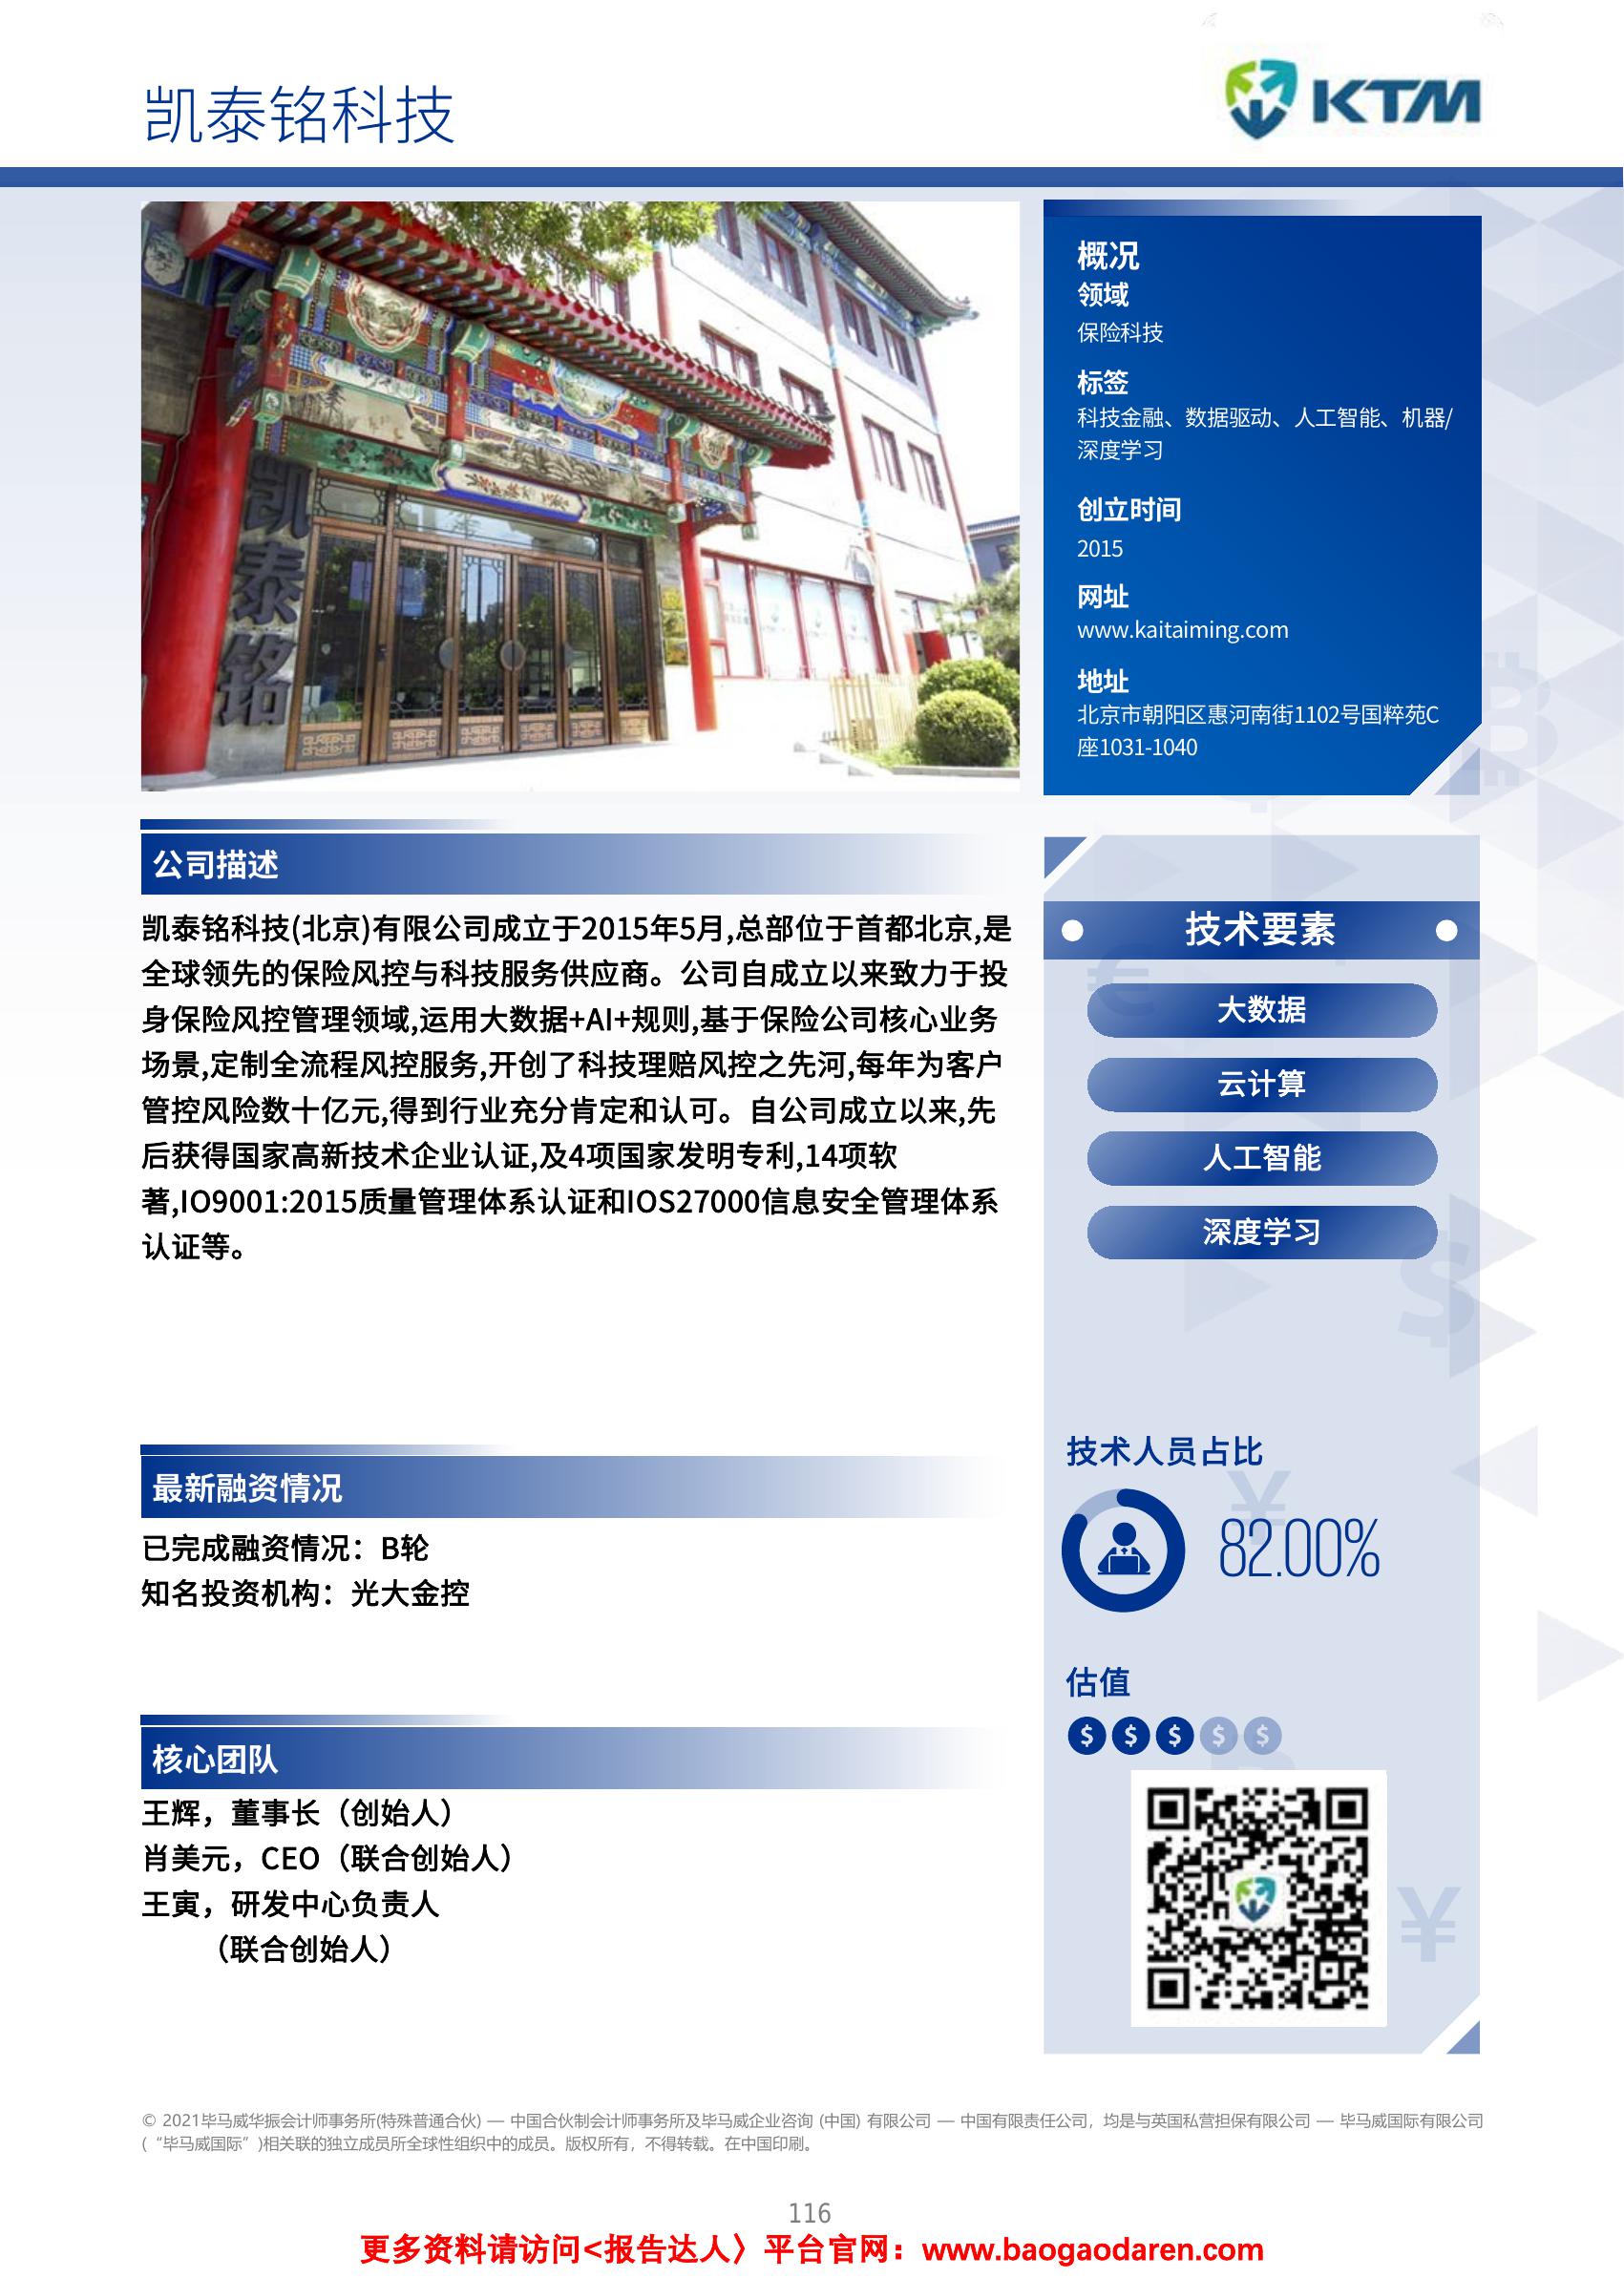 凯泰铭科技
KTM
凯泰铭
概况
领域
保险科技
标签
科技金融、数据驱动、人工智能、机器/
深度学习
创立时间
2015
网址
www.kaitaiming.com
地址
北京市朝阳区惠河南街1102号国粹苑C
座1031-1040
公司描述
凯泰铭科技(北京)有限公司成立于2015年5月,总部位于首都北京,是
全球领先的保险风控与科技服务供应商。公司自成立以来致力于投
身保险风控管理领域,运用大数据+AI+规则,基于保险公司核心业务
场景,定制全流程风控服务,开创了科技理赔风控之先河,每年为客户
管控风险数十亿元,得到行业充分肯定和认可。自公司成立以来,先
后获得国家高新技术企业认证,及4项国家发明专利,14项软
著,IO9001:2015质量管理体系认证和IOS27000信息安全管理体系
认证等。
最新融资情况
已完成融资情况：B轮
知名投资机构：光大金控
核心团队
王辉，董事长（创始人）
肖美元，CEO（联合创始人）
王寅，研发中心负责人
（联合创始人）
技术要素
大数据
云计算
人工智能
深度学习
技术人员占比
82.00%
估值
$ $ $ $ $
© 2021毕马威华振会计师事务所(特殊普通合伙) — 中国合伙制会计师事务所及毕马威企业咨询 (中国) 有限公司 — 中国有限责任公司，均是与英国私营担保有限公司 — 毕马威国际有限公司
(“毕马威国际”)相关联的独立成员所全球性组织中的成员。版权所有，不得转载。在中国印刷。
116
更多资料请访问<报告达人〉平台官网：www.baogaodaren.com